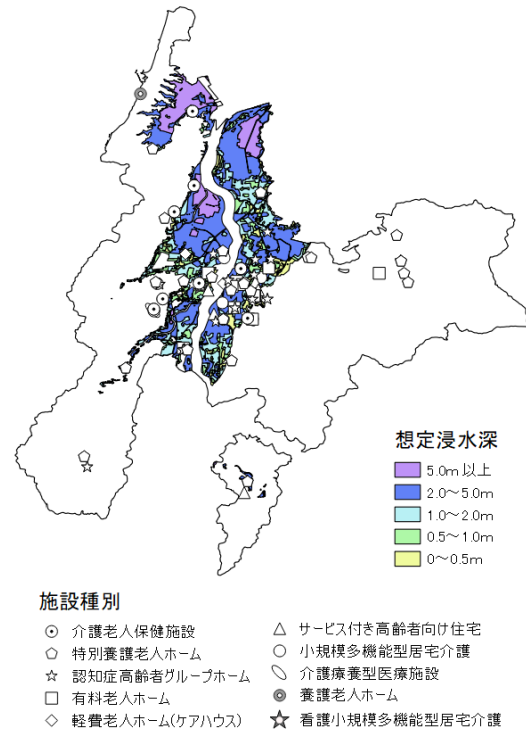 想定浸水深
5.0m以上
2.0～5.0m
1.0～2.0m
0.5～1.0m
0～0.5m
施設種別
介護老人保健施設
特別養護老人ホーム
認知症高齢者グループホーム
有料老人ホーム
軽費老人ホーム(ケアハウス)
サービス付き高齢者向け住宅
小規模多機能型居宅介護
介護療養型医療施設
養護老人ホーム
看護小規模多機能型居宅介護